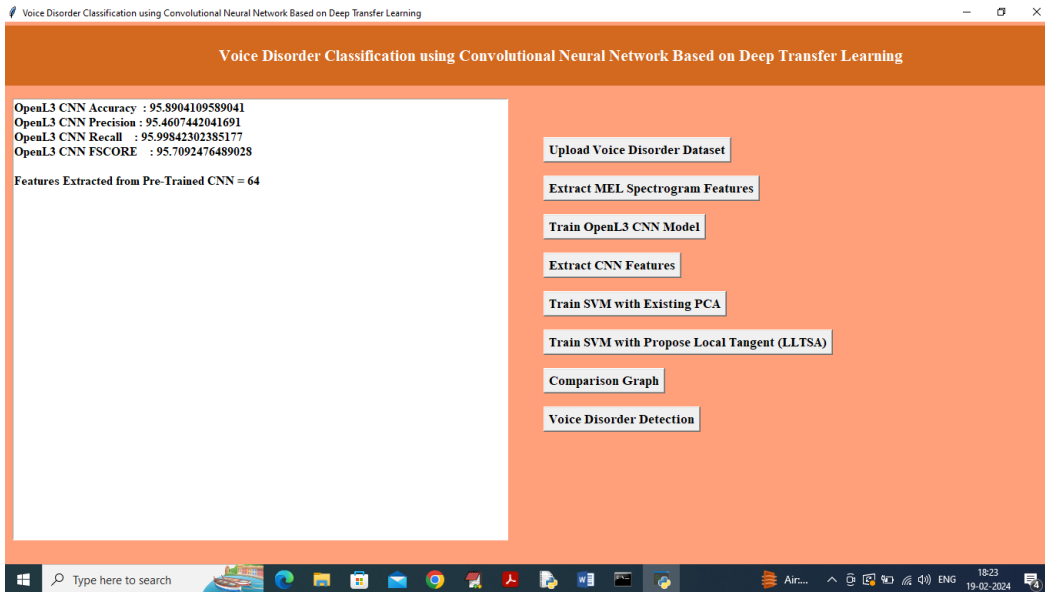 Voice Disorder Classification using Convolutional Neural Network Based on Deep Transfer Learning
Voice Disorder Classification using Convolutional Neural Network Based on Deep Transfer Learning
OpenL3 CNN Accuracy : 95.8904109589041
OpenL3 CNN Precision : 95.4607442041691
OpenL3 CNN Recall : 95.99842302385177
OpenL3 CNN FSCORE : 95.7092476489028
Features Extracted from Pre-Trained CNN = 64
Upload Voice Disorder Dataset
Extract MEL Spectrogram Features
Train OpenL3 CNN Model
Extract CNN Features
Train SVM with Existing PCA
Train SVM with Propose Local Tangent (LLTSA)
Comparison Graph
Voice Disorder Detection
Type here to search
Air:...
ENG
18:23
19-02-2024
4